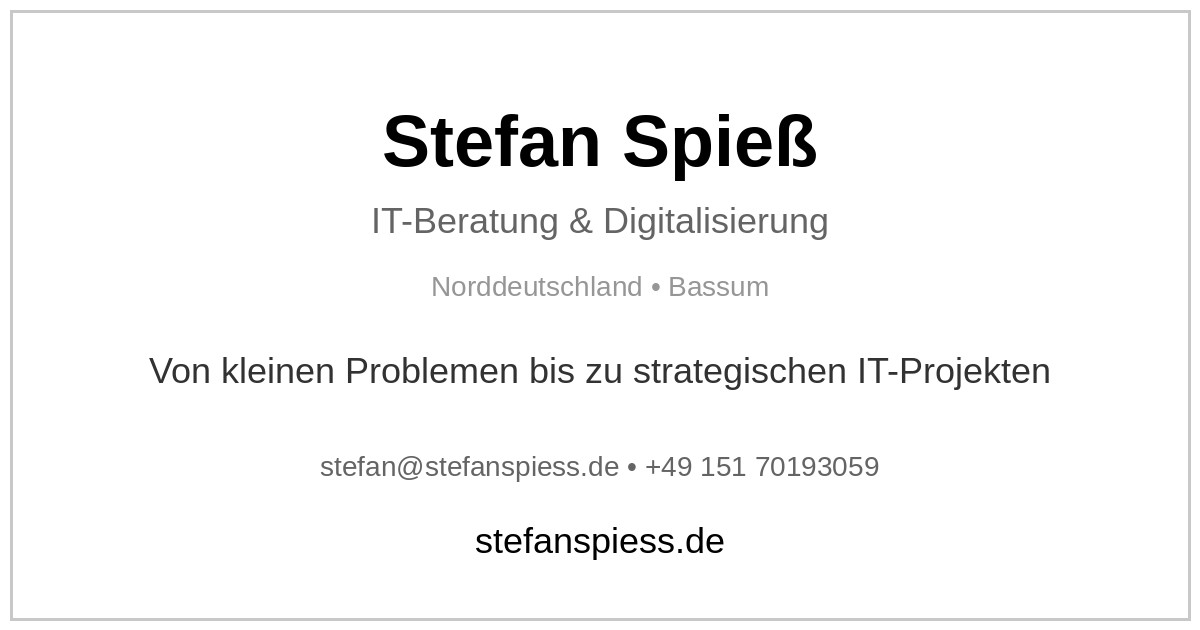 Stefan Spieß
IT-Beratung & Digitalisierung
Norddeutschland • Bassum
Von kleinen Problemen bis zu strategischen IT-Projekten
stefan@stefanspiess.de • +49 151 70193059
stefanspiess.de